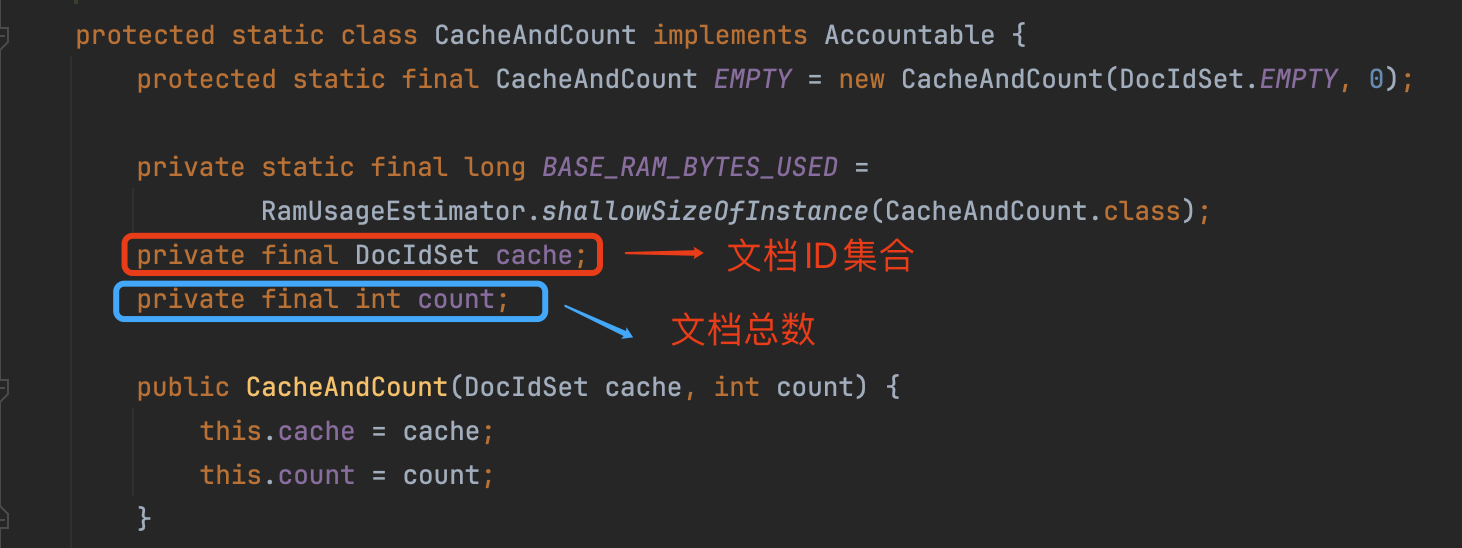 protected static class CacheAndCount implements Accountable {
protected static final CacheAndCount EMPTY = new CacheAndCount(DocIdSet.EMPTY, 0);
private static final long BASE_RAM_BYTES_USED =
RamUsageEstimator.shallowSizeOfInstance(CacheAndCount.class);
private final DocIdSet cache; 文档ID集合
private final int count;
文档总数
public CacheAndCount(DocIdSet cache, int count) {
this.cache = cache;
this.count = count;
}